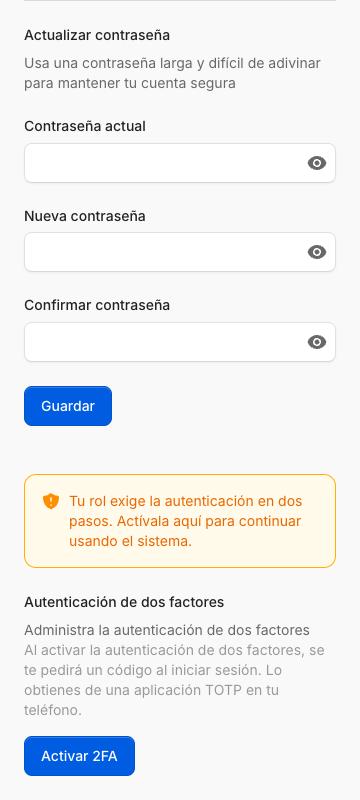 Actualizar contraseña
Usa una contraseña larga y difícil de adivinar
para mantener tu cuenta segura
Contraseña actual
Nueva contraseña
Confirmar contraseña
Guardar
Tu rol exige la autenticación en dos
pasos. Actívala aquí para continuar
usando el sistema.
Autenticación de dos factores
Administra la autenticación de dos factores
Al activar la autenticación de dos factores, se
te pedirá un código al iniciar sesión. Lo
obtienes de una aplicación TOTP en tu
teléfono.
Activar 2FA